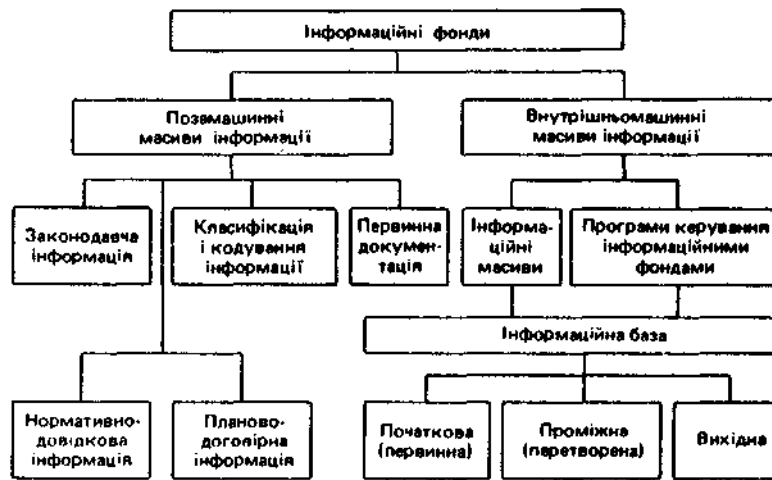 Інформаційні фонди
Позамашинні
масиви інформації
Внутрішньомашинні
масиви інформації
Законодавча
інформація
Класифікація
і кодування
інформації
Первинна
докумен-
тація
Інформа-
ційні
масиви
Програми керування
інформаційними
фондами
Інформаційна база
Нормативно-
довідкова
інформація
Планово-
договірна
інформація
Початкова
(первинна)
Проміжна
(перетворена)
Вихідна